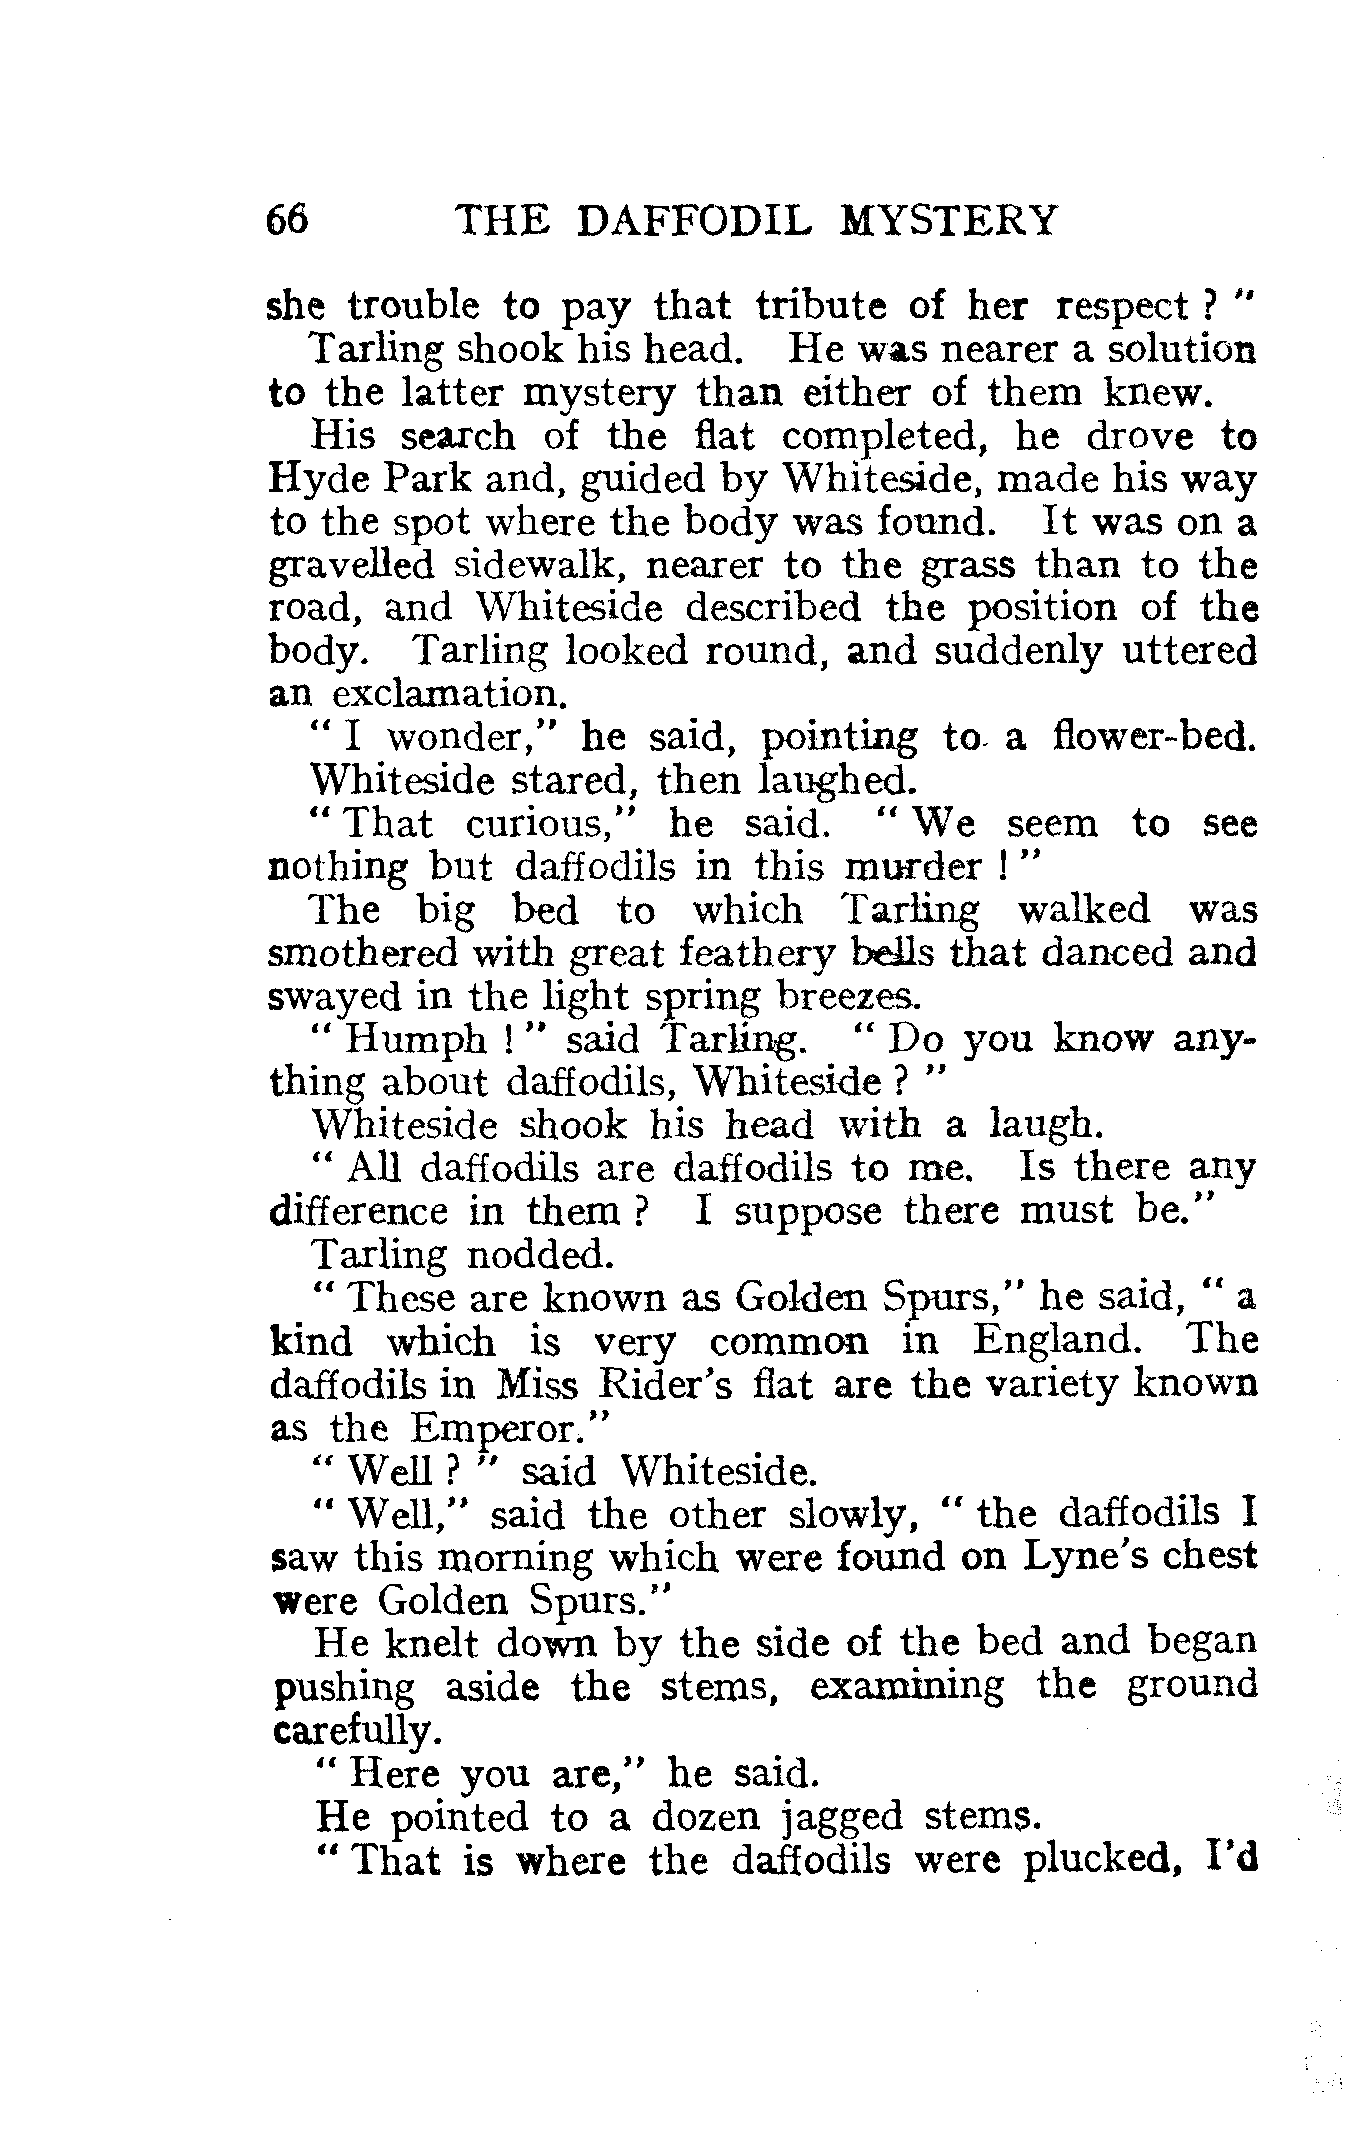 66 THE DAFFODIL MYSTERY
she trouble to pay that tribute of her respect ? "
Tarling shook his head. He was nearer a solution
to the latter mystery than either of them knew.
His search of the flat completed, he drove to
Hyde Park and, guided by Whiteside, made his way
to the spot where the body was found. It was on a
gravelled sidewalk, nearer to the grass than to the
road, and Whiteside described the position of the
body. Tarling looked round, and suddenly uttered
an exclamation.
" I wonder," he said, pointing to a flower-bed.
Whiteside stared, then laughed.
" That curious," he said. " We seem to see
nothing but daffodils in this murder ! "
The big bed to which Tarling walked was
smothered with great feathery bells that danced and
swayed in the light spring breezes.
" Humph ! " said Tarling. " Do you know any-
thing about daffodils, Whiteside ? "
Whiteside shook his head with a laugh.
" All daffodils are daffodils to me. Is there any
difference in them ? I suppose there must be."
Tarling nodded.
" These are known as Golden Spurs," he said, " a
kind which is very common in England. The
daffodils in Miss Rider's flat are the variety known
as the Emperor."
" Well ? " said Whiteside.
" Well," said the other slowly, " the daffodils I
saw this morning which were found on Lyne's chest
were Golden Spurs."
He knelt down by the side of the bed and began
pushing aside the stems, examining the ground
carefully.
" Here you are," he said.
He pointed to a dozen jagged stems.
" That is where the daffodils were plucked, I'd